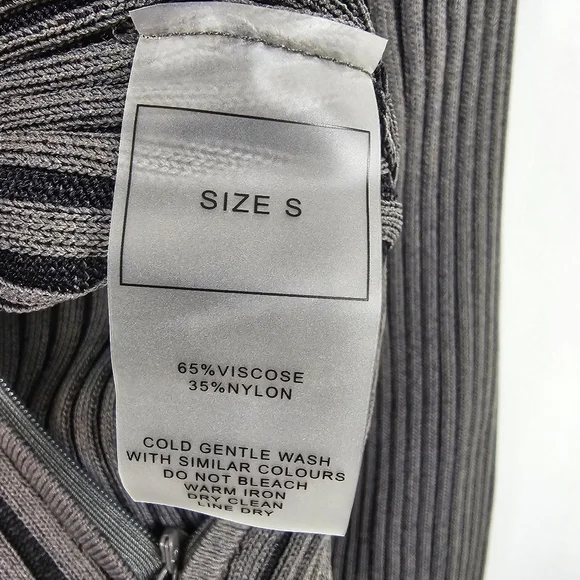 SIZE S
65%VISCOSE
35%NYLON
COLD GENTLE WASH
WITH SIMILAR COLOURS
DO NOT BLEACH
WARM IRON
DRY CLEAN
LINE DRY